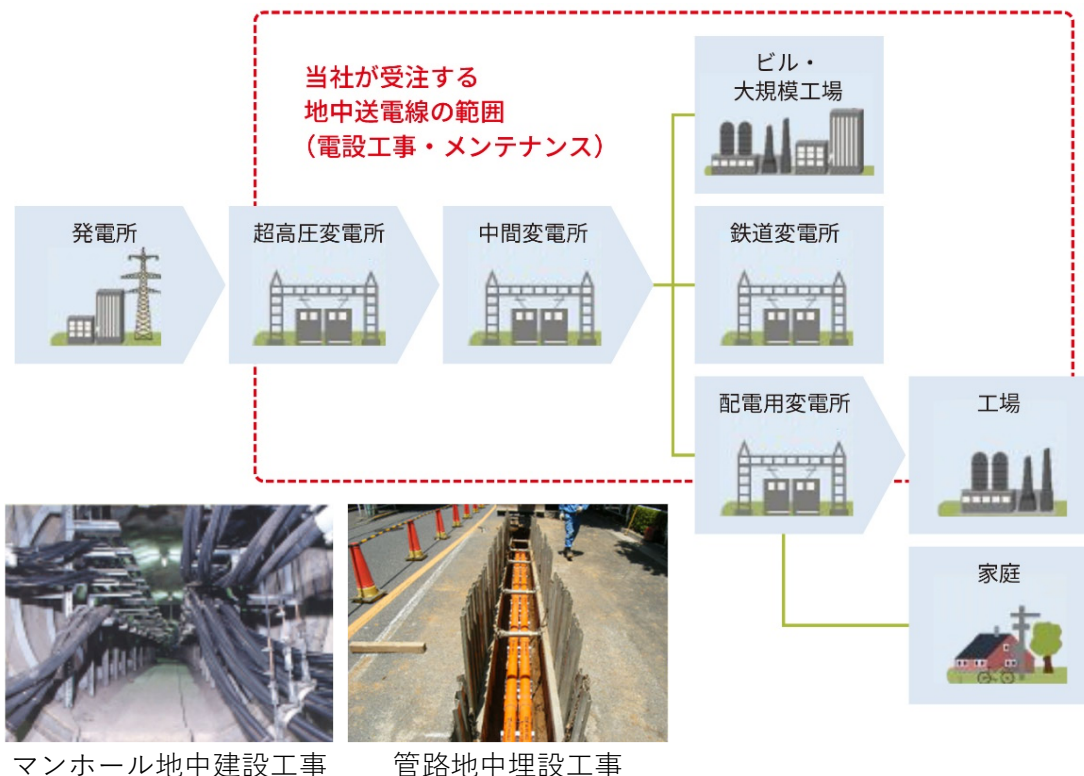 当社が受注する
地中送電線の範囲
（電設工事・メンテナンス）
ビル・
大規模工場
発電所
超高圧変電所
中間変電所
鉄道変電所
配電用変電所
工場
家庭
マンホール地中建設工事
管路地中埋設工事